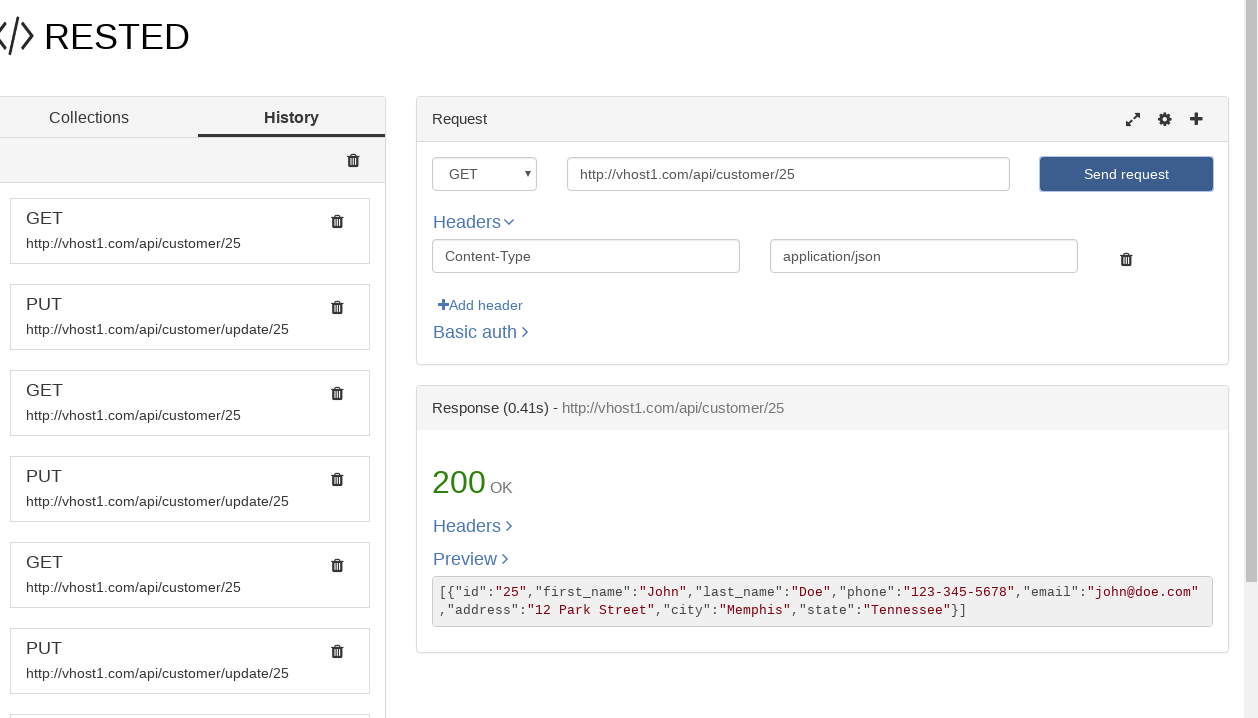 </> RESTED
Collections
History
GET
http://vhost1.com/api/customer/25
PUT
http://vhost1.com/api/customer/update/25
GET
http://vhost1.com/api/customer/25
PUT
http://vhost1.com/api/customer/update/25
GET
http://vhost1.com/api/customer/25
PUT
http://vhost1.com/api/customer/update/25
Request
GET
http://vhost1.com/api/customer/25
Send request
Headers
Content-Type
application/json
Add header
Basic auth
Response (0.41s) - http://vhost1.com/api/customer/25
200 OK
Headers
Preview
[{"id":"25","first_name":"John","last_name":"Doe","phone":"123-345-5678","email":"john@doe.com"
,"address":"12 Park Street","city":"Memphis","state":"Tennessee"}]